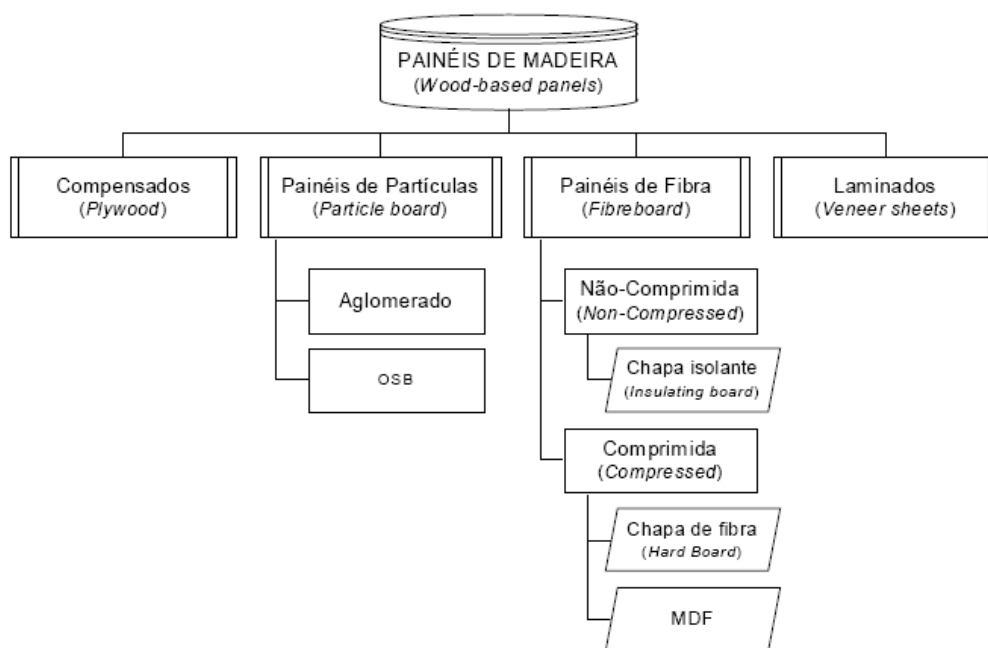 PAINÉIS DE MADEIRA
(Wood-based panels)
Compensados
(Plywood)
Painéis de Partículas
(Particle board)
Painéis de Fibra
(Fibreboard)
Laminados
(Veneer sheets)
Aglomerado
OSB
Não-Comprimida
(Non-Compressed)
Chapa isolante
(Insulating board)
Comprimida
(Compressed)
Chapa de fibra
(Hard Board)
MDF